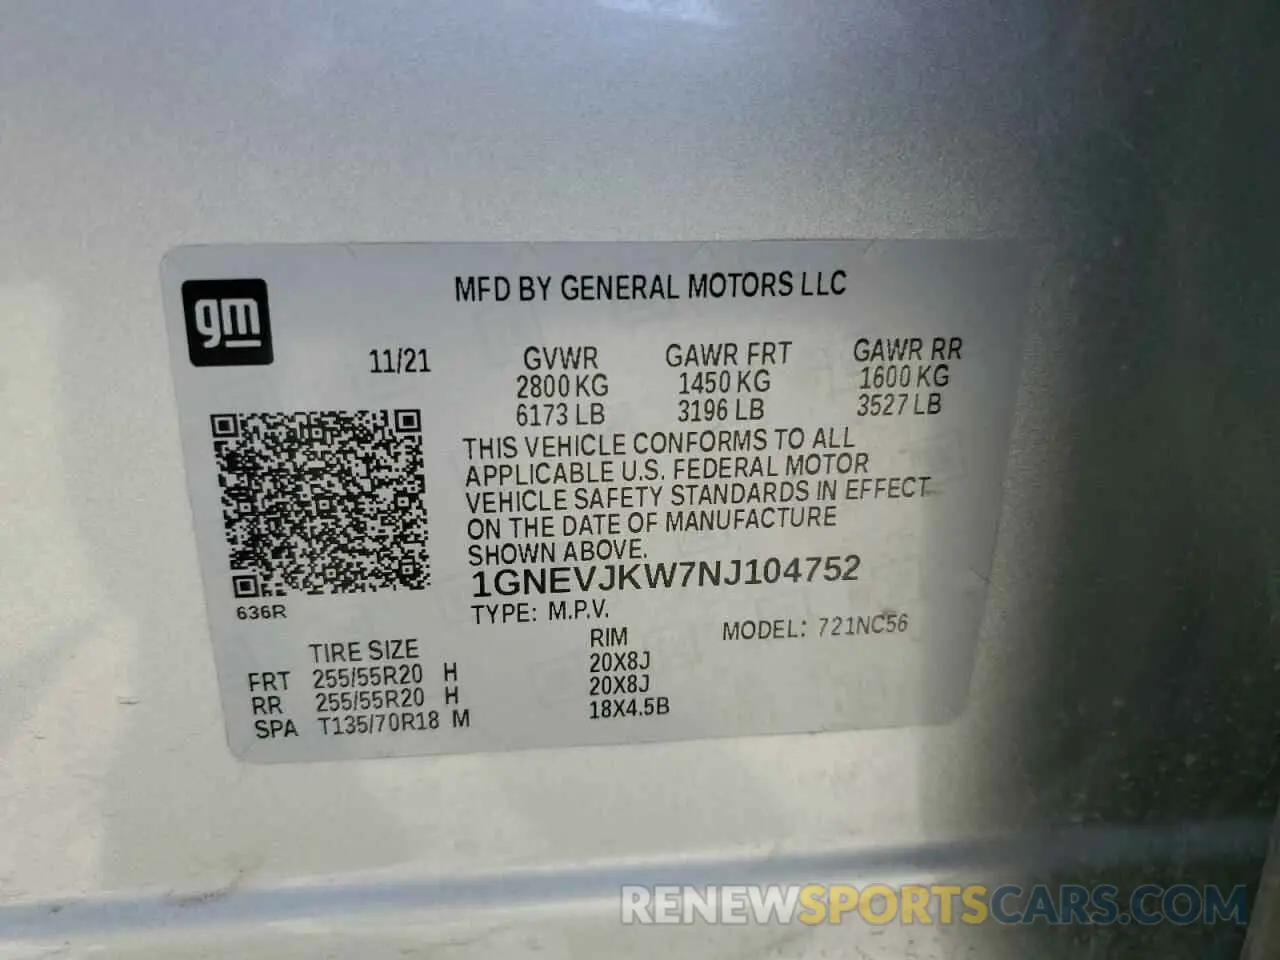 MFD BY GENERAL MOTORS LLC
gm
11/21 GVWR GAWR FRT GAWR RR
2800 KG 1450 KG 1600 KG
6173 LB 3196 LB 3527 LB
THIS VEHICLE CONFORMS TO ALL
APPLICABLE U.S. FEDERAL MOTOR
VEHICLE SAFETY STANDARDS IN EFFECT
ON THE DATE OF MANUFACTURE
SHOWN ABOVE.
1GNEVJKW7NJ104752
636R
TYPE: M.P.V. MODEL: 721NC56
TIRE SIZE RIM
FRT 255/55R20 H 20X8J
RR 255/55R20 H 20X8J
SPA T135/70R18 M 18X4.5B
RENEWSPORTSCARS.COM